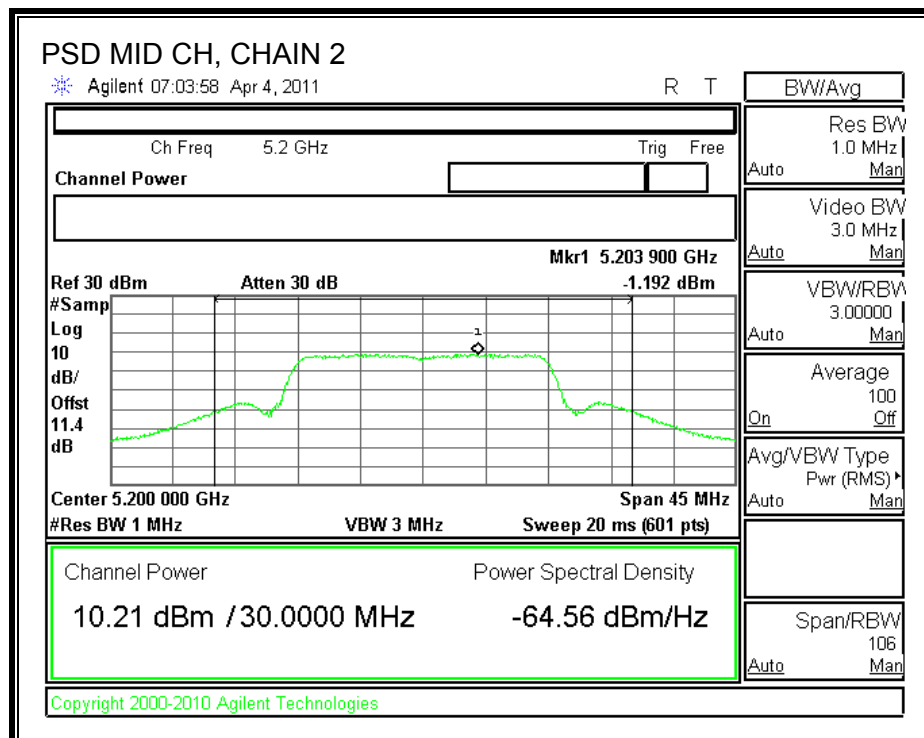 PSD MID CH, CHAIN 2
Agilent 07:03:58 Apr 4, 2011 R T
Ch Freq 5.2 GHz Trig Free
Channel Power
Mkr1 5.203 900 GHz
Ref 30 dBm Atten 30 dB -1.192 dBm
#Samp
Log
10
dB/
Offst
11.4
dB
1
Center 5.200 000 GHz Span 45 MHz
#Res BW 1 MHz VBW 3 MHz Sweep 20 ms (601 pts)
Channel Power Power Spectral Density
10.21 dBm / 30.0000 MHz -64.56 dBm/Hz
Copyright 2000-2010 Agilent Technologies
BW/Avg
Res BW
1.0 MHz
Auto Man
Video BW
3.0 MHz
Auto Man
VBW/RBW
3.00000
Auto Man
Average
100
On Off
Avg/VBW Type
Pwr (RMS)
Auto Man
Span/RBW
106
Auto Man